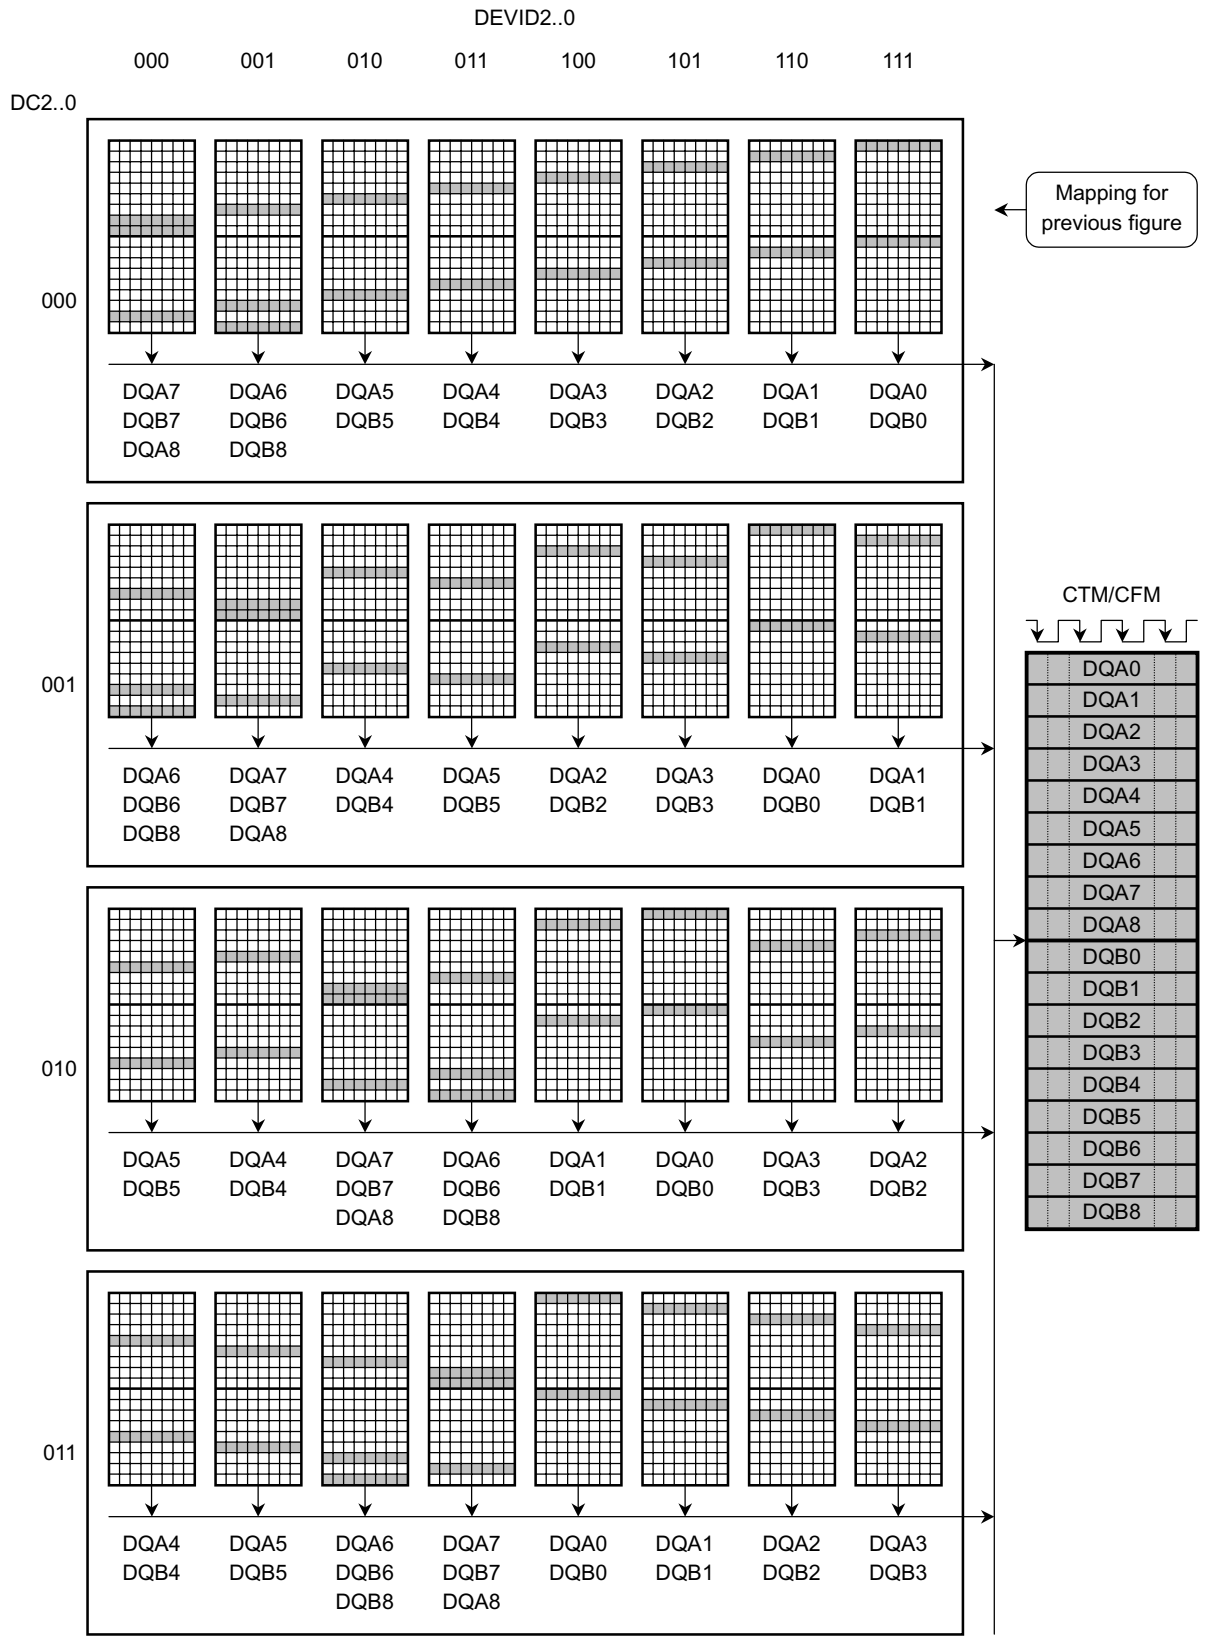 DEVID2..0
000 001 010 011 100 101 110 111
DC2..0
Mapping for
previous figure
000
DQA7 DQA6 DQA5 DQA4 DQA3 DQA2 DQA1 DQA0
DQB7 DQB6 DQB5 DQB4 DQB3 DQB2 DQB1 DQB0
DQA8 DQB8
001
DQA6 DQA7 DQA4 DQA5 DQA2 DQA3 DQA0 DQA1
DQB6 DQB7 DQB4 DQB5 DQB2 DQB3 DQB0 DQB1
DQB8 DQA8
010
DQA5 DQA4 DQA7 DQA6 DQA1 DQA0 DQA3 DQA2
DQB5 DQB4 DQB7 DQB6 DQB1 DQB0 DQB3 DQB2
DQA8 DQB8
011
DQA4 DQA5 DQA6 DQA7 DQA0 DQA1 DQA2 DQA3
DQB4 DQB5 DQB6 DQB7 DQB0 DQB1 DQB2 DQB3
DQB8 DQA8
CTM/CFM
DQA0
DQA1
DQA2
DQA3
DQA4
DQA5
DQA6
DQA7
DQA8
DQB0
DQB1
DQB2
DQB3
DQB4
DQB5
DQB6
DQB7
DQB8